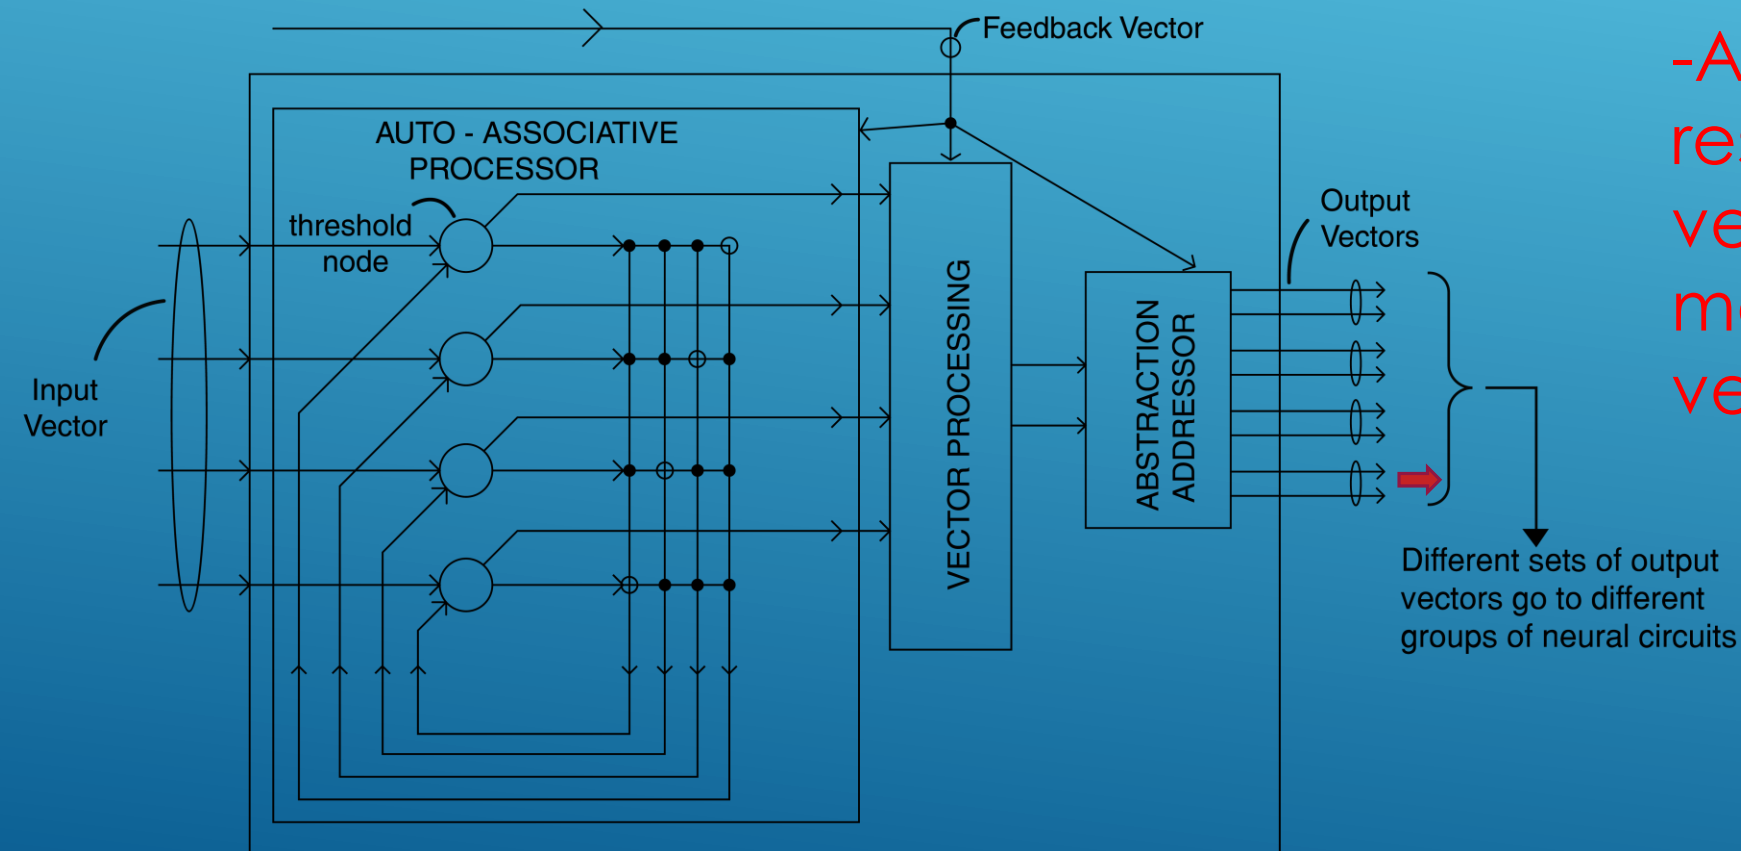 Feedback Vector
AUTO - ASSOCIATIVE
PROCESSOR
threshold
node
Input
Vector
VECTOR PROCESSING
ABSTRACTION
ADDRESSOR
Output
Vectors
Different sets of output
vectors go to different
groups of neural circuits